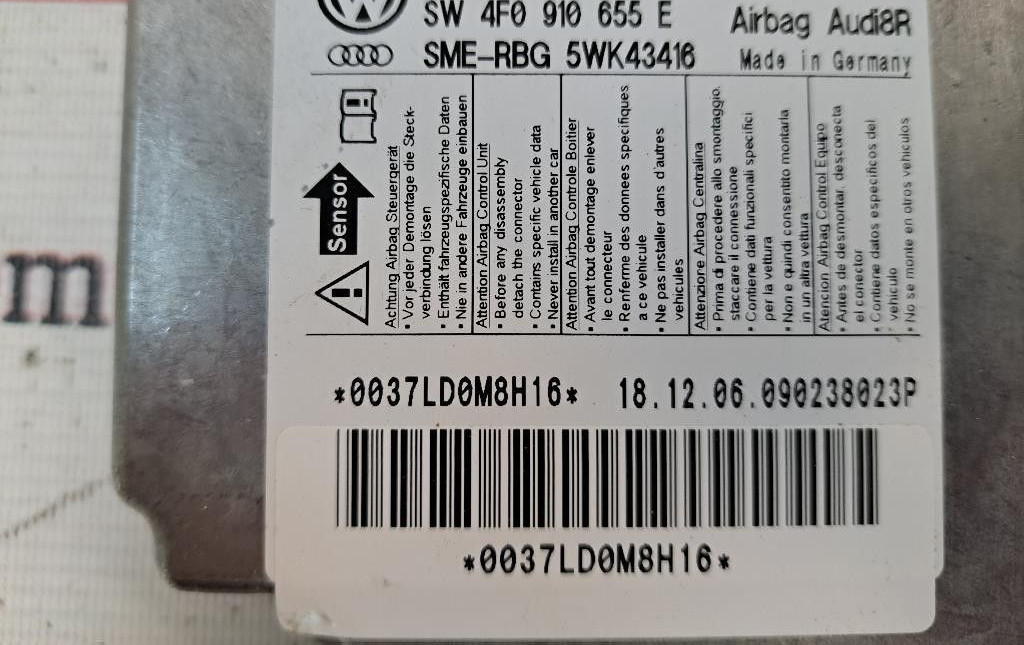 SW 4F0 910 655 E
Airbag Audi8R
SME-RBG 5WK43416
Made in Germany
Sensor
Achtung Airbag Steuergerät
• Vor jeder Demontage die Steck-
verbindung lösen
• Enthält fahrzeugspezifische Daten
• Nie in andere Fahrzeuge einbauen
Attention Airbag Control Unit
• Before any disassembly
detach the connector
• Contains specific vehicle data
• Never install in another car
Attention Airbag Controle Boitier
• Avant tout demontage enlever
le connecteur
• Renferme des donnees specifiques
a ce vehicule
• Ne pas installer dans d'autres
vehicules
Attenzione Airbag Centralina
• Prima di procedere allo smontaggio,
staccare il connessione
• Contiene dati funzionali specifici
per la vettura
• Non e quindi consentito montarla
in un altra vettura
Atencion Airbag Control Equipo
• Antes de desmontar, desconecta
el conector
• Contiene datos especificos del
vehiculo
• No se monte en otros vehiculos
*0037LD0M8H16* 18.12.06.090238023P
*0037LD0M8H16*
m